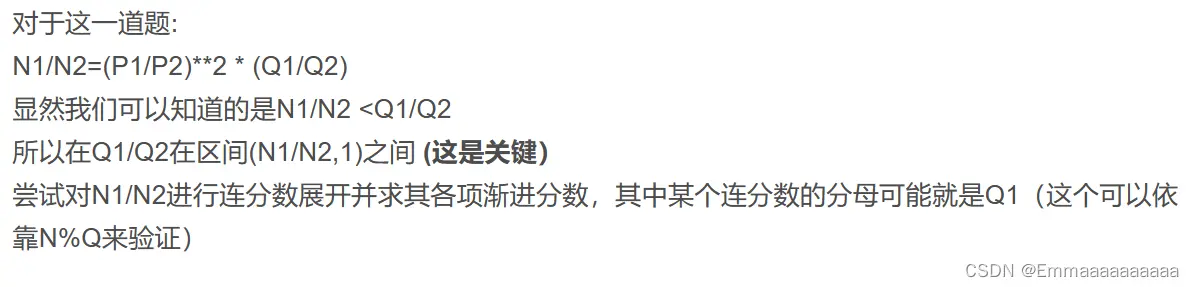 对于这一道题:
N1/N2=(P1/P2)**2 * (Q1/Q2)
显然我们可以知道的是N1/N2 <Q1/Q2
所以在Q1/Q2在区间(N1/N2,1)之间 (这是关键）
尝试对N1/N2进行连分数展开并求其各项渐进分数，其中某个连分数的分母可能就是Q1（这个可以依
靠N%Q来验证）
CSDN @Emmaaaaaaaaaa